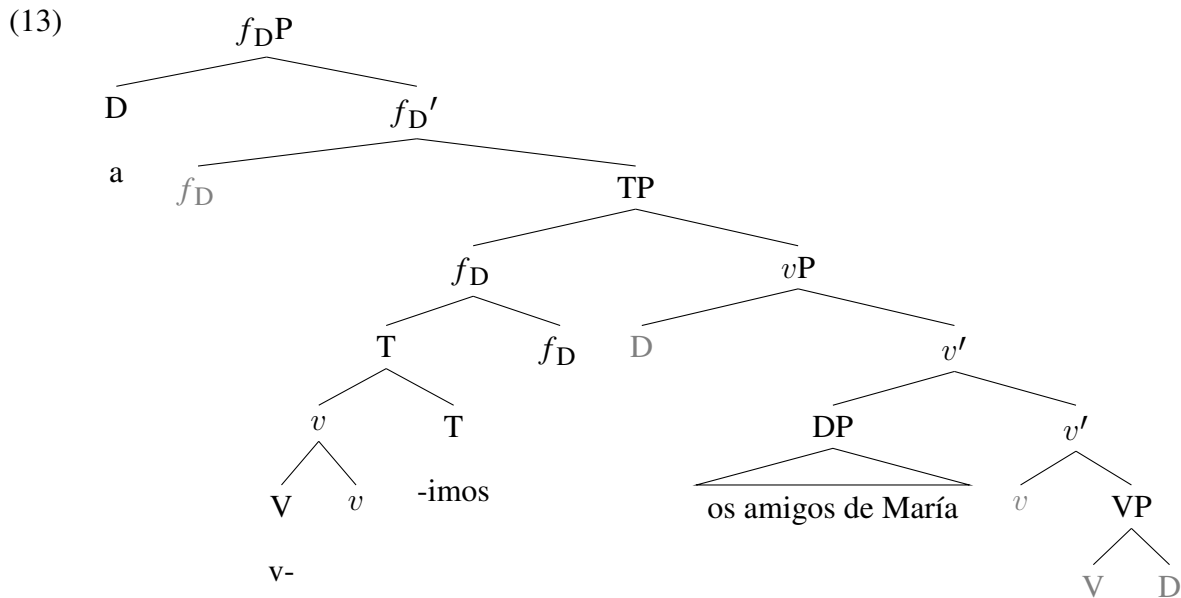 (13) f_DP
D f_D′
a f_D TP
f_D vP
T f_D D v′
v T DP v′
V v -imos os amigos de María v VP
v- V D